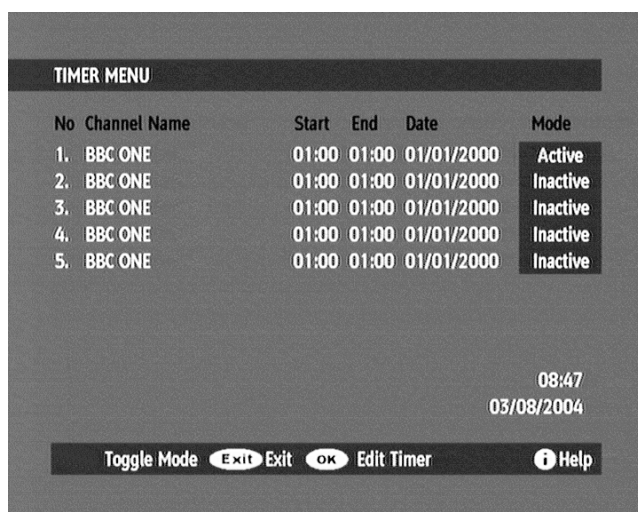 TIMER MENU
No Channel Name Start End Date Mode
1. BBC ONE 01:00 01:00 01/01/2000 Active
2. BBC ONE 01:00 01:00 01/01/2000 Inactive
3. BBC ONE 01:00 01:00 01/01/2000 Inactive
4. BBC ONE 01:00 01:00 01/01/2000 Inactive
5. BBC ONE 01:00 01:00 01/01/2000 Inactive
08:47
03/08/2004
Toggle Mode Exit Exit OK Edit Timer i Help